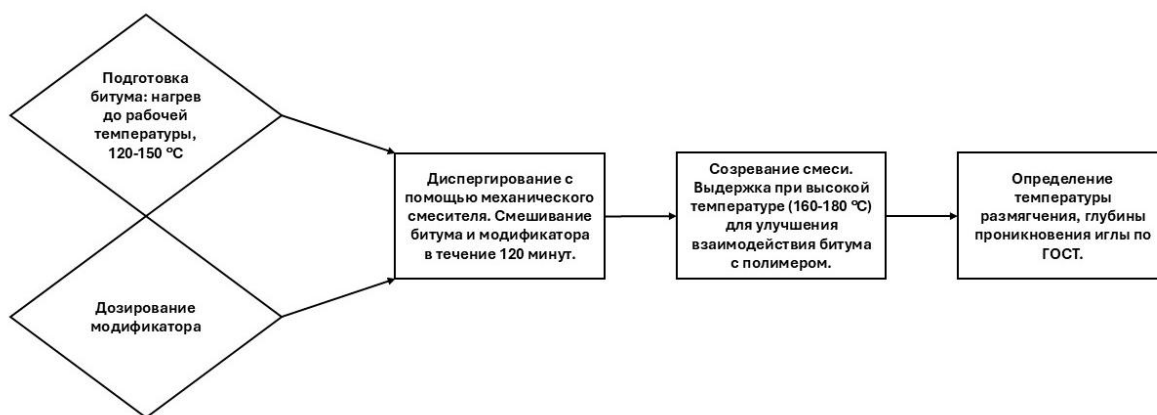 Подготовка
битума: нагрев
до рабочей
температуры,
120-150 ⁰С
Дозирование
модификатора
Диспергирование с
помощью механического
смесителя. Смешивание
битума и модификатора
в течение 120 минут.
Созревание смеси.
Выдержка при высокой
температуре (160-180 ⁰С)
для улучшения
взаимодействия битума
с полимером.
Определение
температуры
размягчения, глубины
проникновения иглы по
ГОСТ.